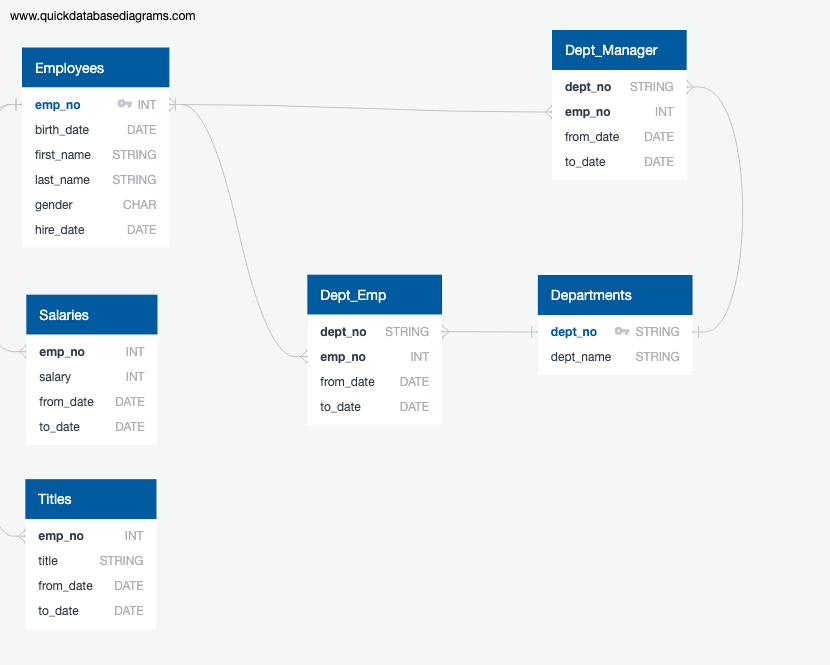 www.quickdatabasediagrams.com
Employees
emp_no INT
birth_date DATE
first_name STRING
last_name STRING
gender CHAR
hire_date DATE
Dept_Manager
dept_no STRING
emp_no INT
from_date DATE
to_date DATE
Dept_Emp
dept_no STRING
emp_no INT
from_date DATE
to_date DATE
Departments
dept_no STRING
dept_name STRING
Salaries
emp_no INT
salary INT
from_date DATE
to_date DATE
Titles
emp_no INT
title STRING
from_date DATE
to_date DATE